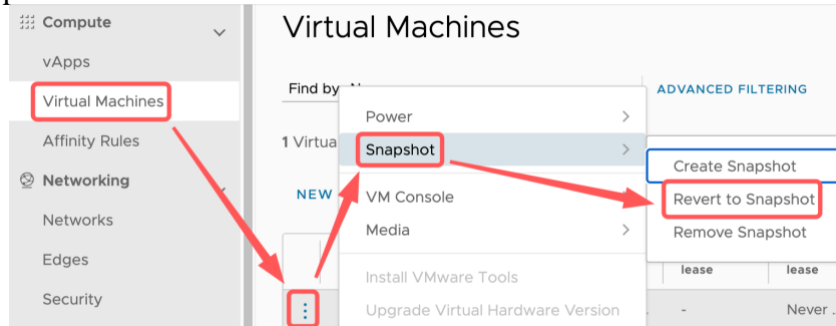 Compute
vApps
Virtual Machines
Affinity Rules
Networking
Networks
Edges
Security
Virtual Machines
Find by
ADVANCED FILTERING
1 Virtua
NEW
Power
Snapshot
VM Console
Media
Install VMware Tools
Upgrade Virtual Hardware Version
Create Snapshot
Revert to Snapshot
Remove Snapshot
lease
lease
-
Never